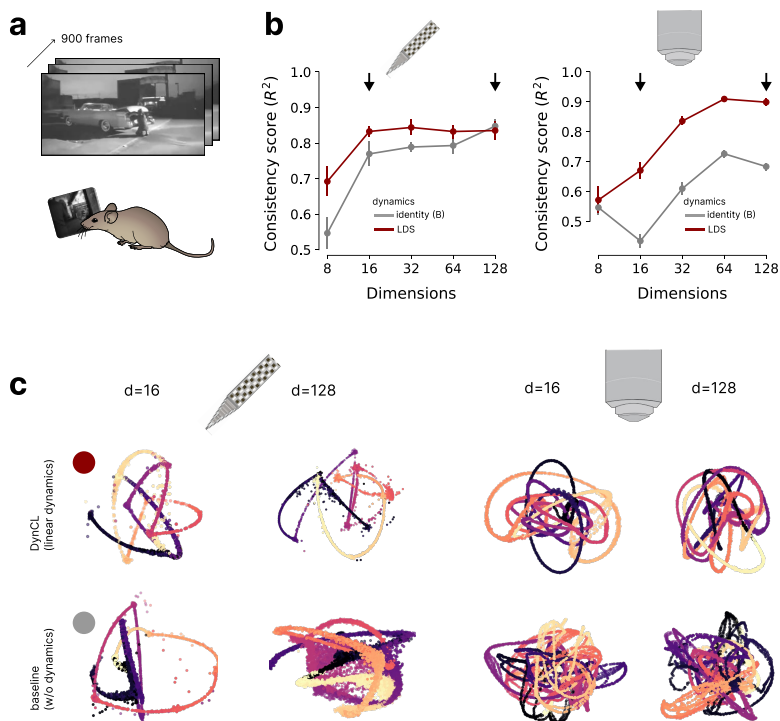 a
900 frames
b
Consistency score (R²)
1.0
0.9
0.8
0.7
0.6
0.5
dynamics
identity (B)
LDS
8 16 32 64 128
Dimensions
Consistency score (R²)
1.0
0.9
0.8
0.7
0.6
0.5
dynamics
identity (B)
LDS
8 16 32 64 128
Dimensions
c
d=16
d=128
d=16
d=128
DynCL
(linear dynamics)
baseline
(w/o dynamics)